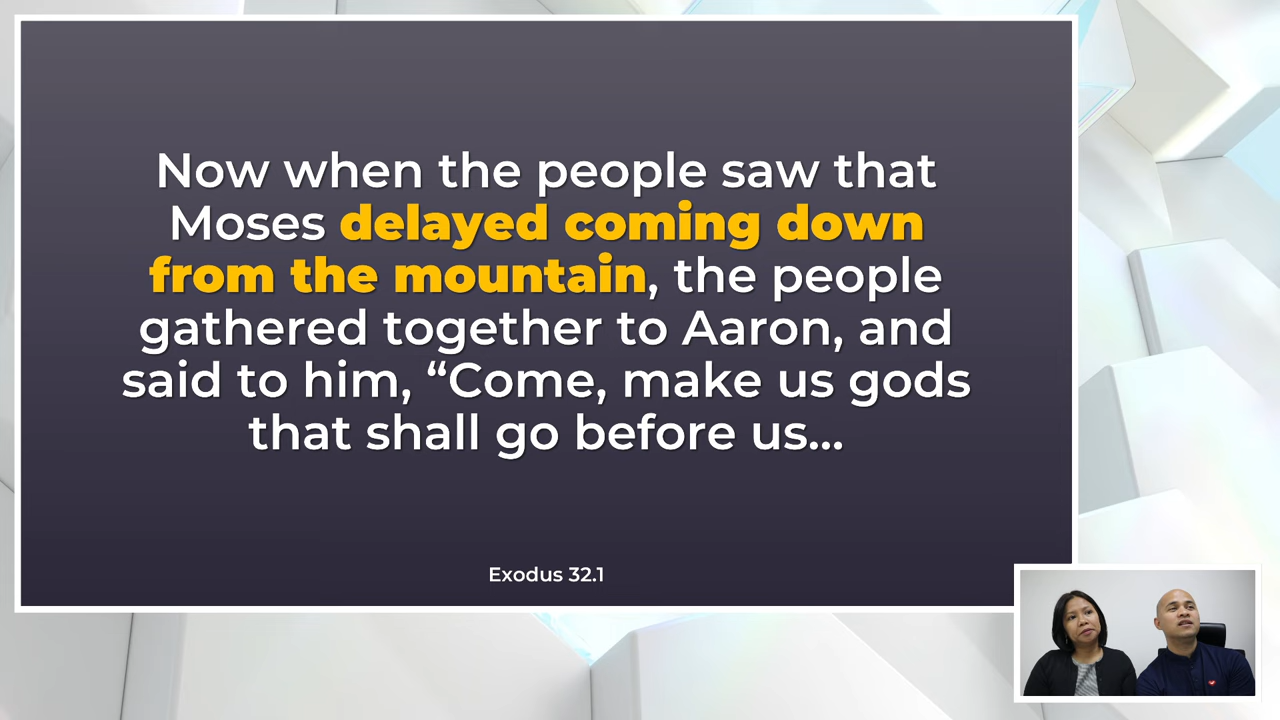 Now when the people saw that
Moses delayed coming down
from the mountain, the people
gathered together to Aaron, and
said to him, “Come, make us gods
that shall go before us...
Exodus 32.1